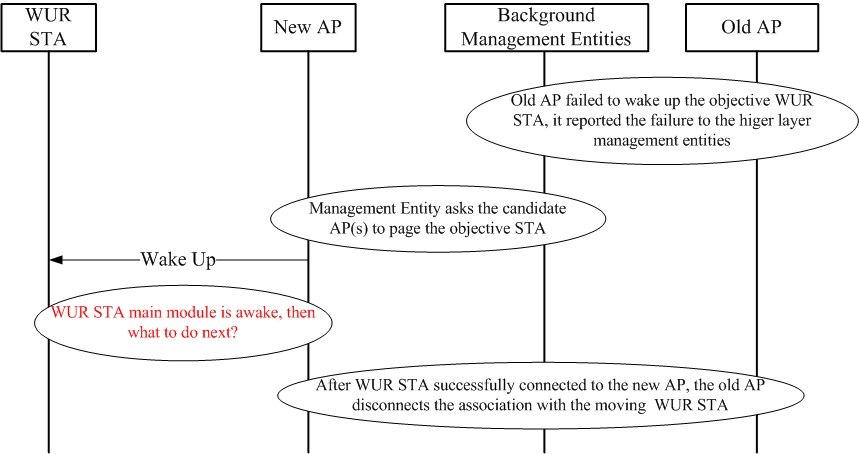 WUR
STA
New AP
Background
Management Entities
Old AP
Old AP failed to wake up the objective WUR
STA, it reported the failure to the higer layer
management entities
Management Entity asks the candidate
AP(s) to page the objective STA
Wake Up
WUR STA main module is awake, then
what to do next?
After WUR STA successfully connected to the new AP, the old AP
disconnects the association with the moving WUR STA